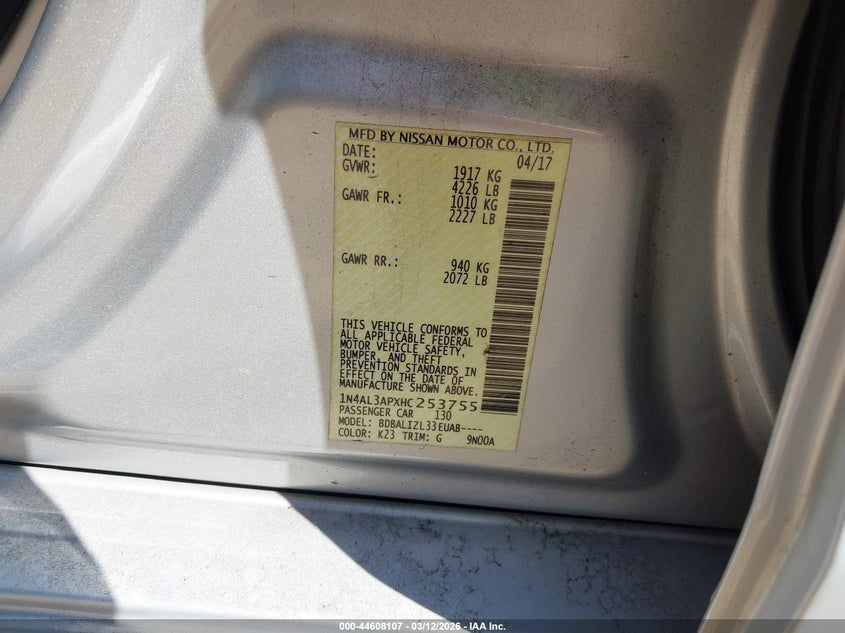 MFD BY NISSAN MOTOR CO., LTD.
DATE: 04/17
GVWR: 1917 KG
4226 LB
GAWR FR.: 1010 KG
2227 LB
GAWR RR.: 940 KG
2072 LB
THIS VEHICLE CONFORMS TO
ALL APPLICABLE FEDERAL
MOTOR VEHICLE SAFETY,
BUMPER, AND THEFT
PREVENTION STANDARDS IN
EFFECT ON THE DATE OF
MANUFACTURE SHOWN ABOVE.
1N4AL3APXHC253755
PASSENGER CAR 130
MODEL: BDBALIZL33EUAB----
COLOR: K23 TRIM: G 9N00A
000-44608107 - 03/12/2026 - IAA Inc.